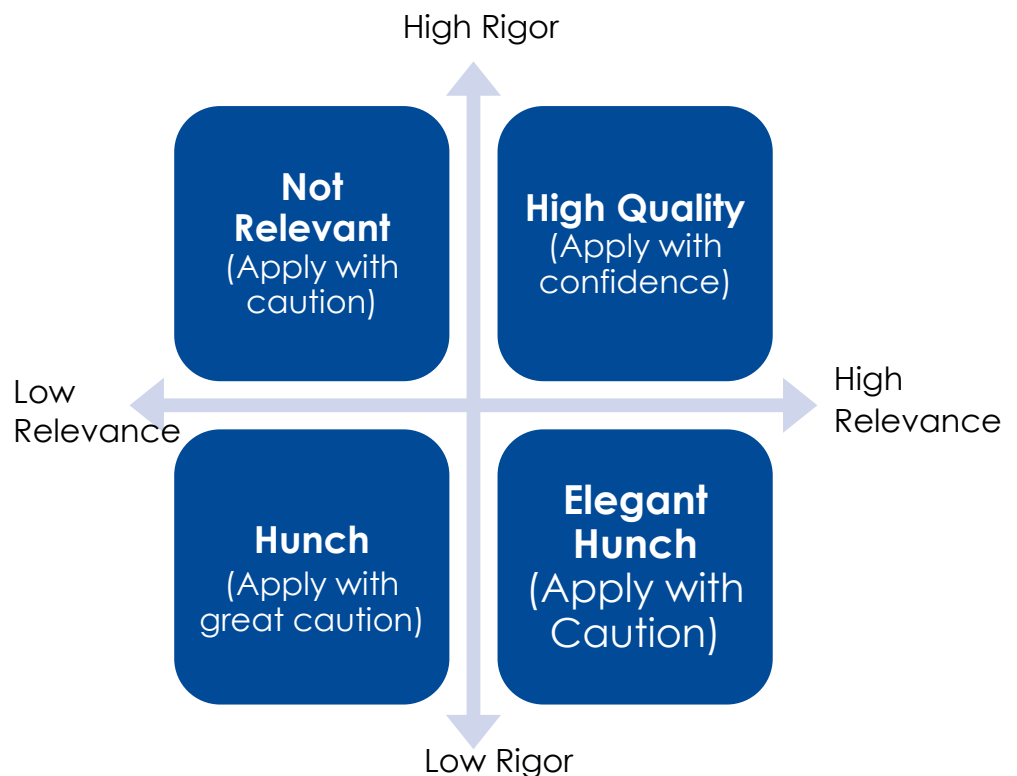 High Rigor
Not
Relevant
(Apply with
caution)
High Quality
(Apply with
confidence)
Low
Relevance
High
Relevance
Hunch
(Apply with
great caution)
Elegant
Hunch
(Apply with
Caution)
Low Rigor